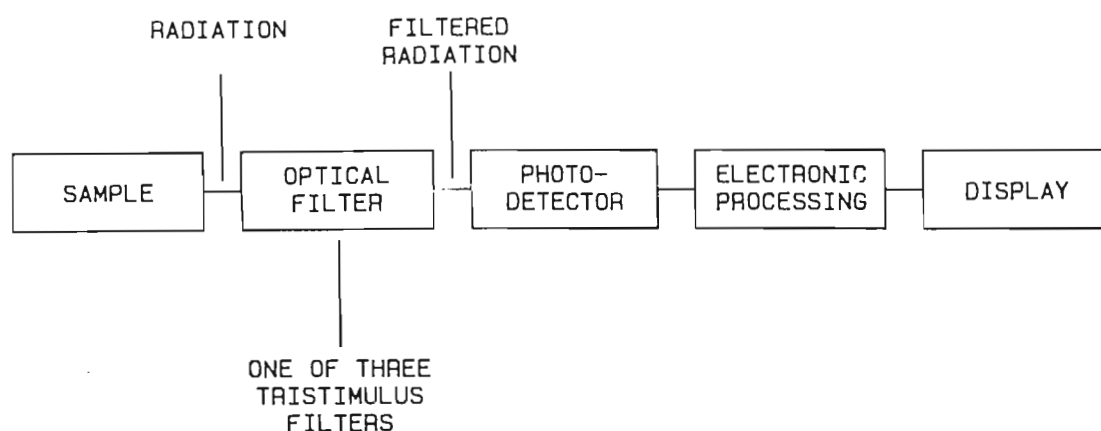 RADIATION
FILTERED
RADIATION
SAMPLE
OPTICAL
FILTER
PHOTO-
DETECTOR
ELECTRONIC
PROCESSING
DISPLAY
ONE OF THREE
TRISTIMULUS
FILTERS